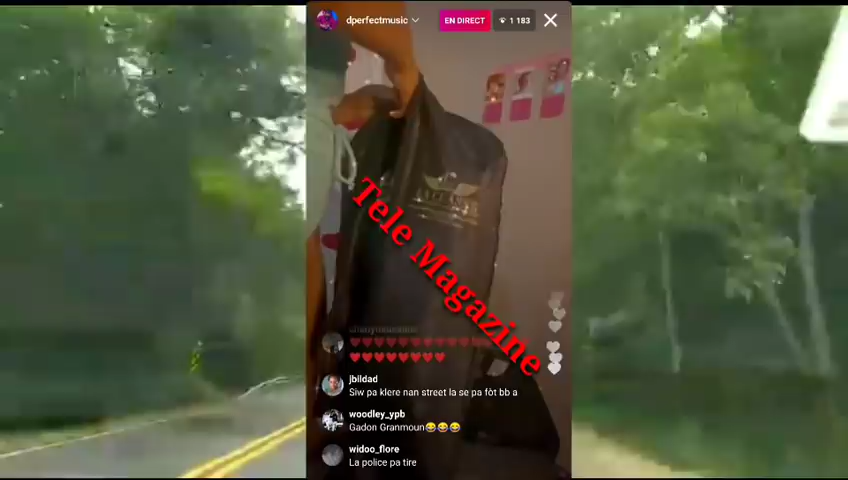 dperfectmusic
EN DIRECT
1 183
Tele Magazine
jbildad
Siw pa klere nan street la se pa fòt bb a
woodley_ypb
Gadon Granmoun😂😂😂
widoo_flore
La police pa tire